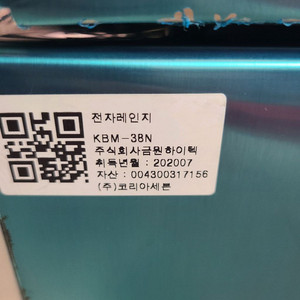 전자레인지
KBM-38N
주식회사금원하이텍
취득년월 : 202007
자산 : 004300317156
(주)코리아세븐